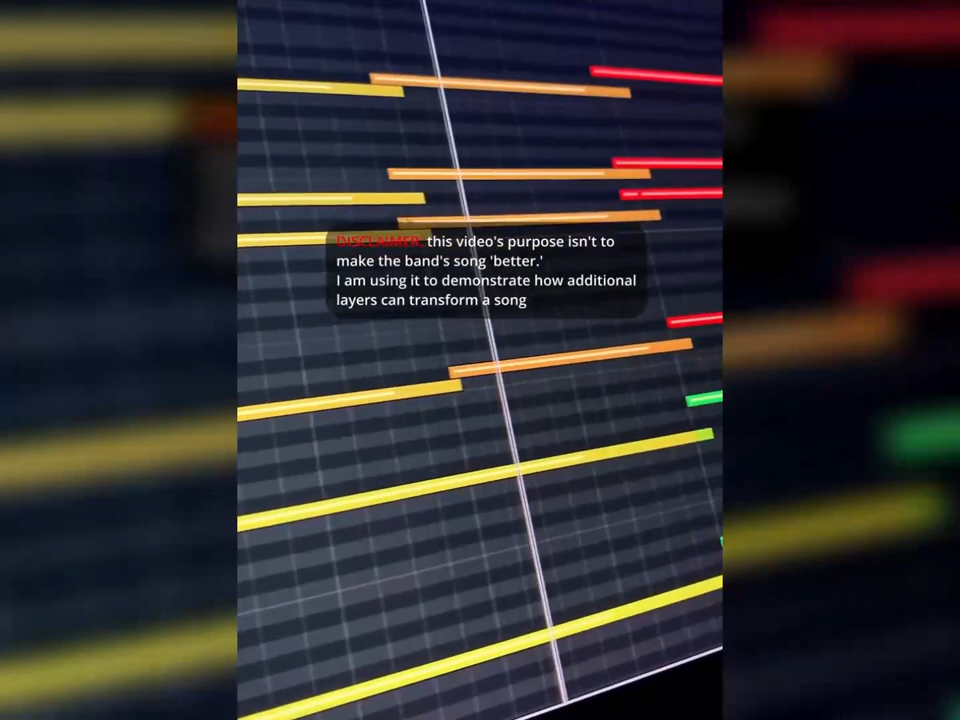 DISCLAIMER: this video's purpose isn't to
make the band's song 'better.'
I am using it to demonstrate how additional
layers can transform a song